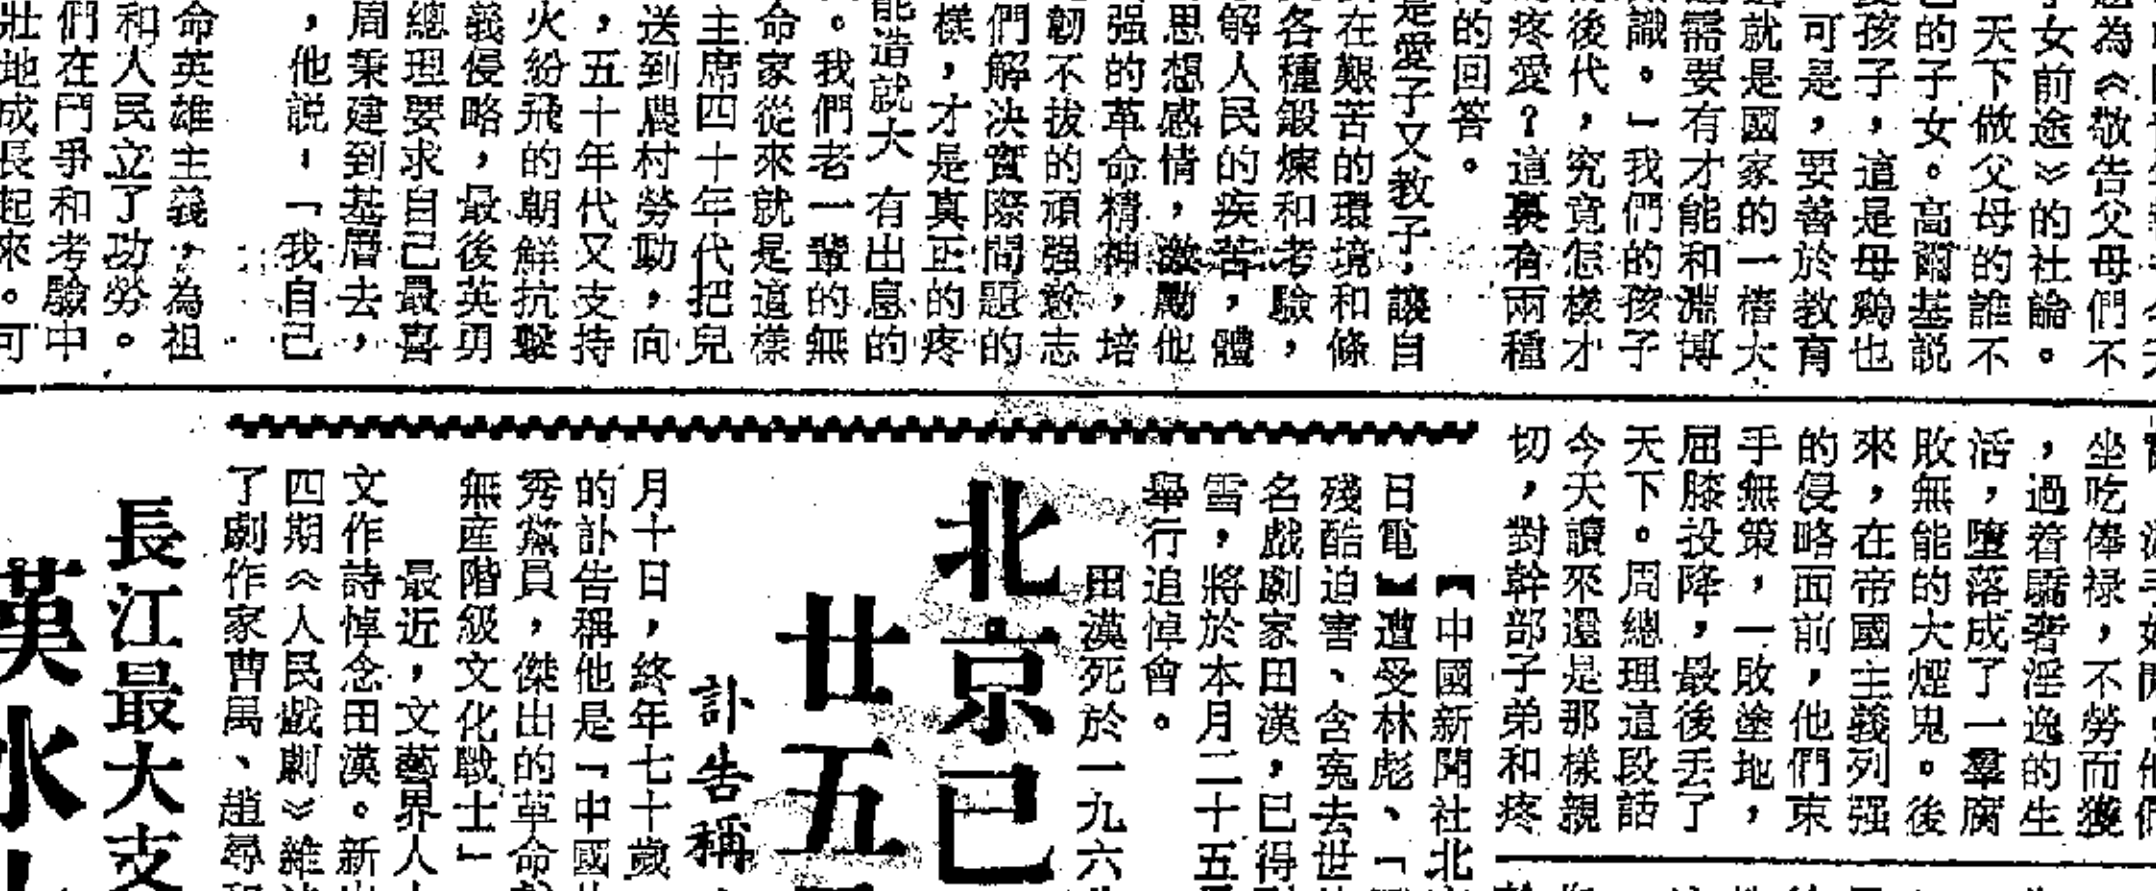 為《敬告父母們不
女前途》的社論。
天下做父母的誰不
的子女。高爾基說
愛孩子，這是母鷄也
可是，要善於教育
就是國家的一樁大
需要有才能和淵博
識。」我們的孩子
後代，究竟怎樣才
疼愛？這裏有兩種
的回答。
是愛子又教子，讓自
在艱苦的環境和條
各種鍛煉和考驗，
解人民的疾苦，體
思想感情，激勵他
强的革命精神，培
韌不拔的頑强意志
們解決實際問題的
樣，才是真正的疼
能造就大 有出息的
。我們老一輩的無
命家從來就是這樣
主席四十年代把兒
送到農村勞動，向
，五十年代又支持
火紛飛的朝鮮抗擊
義侵略，最後英勇
總理要求自己最喜
周秉建到基層去，
，他說：「我自己
命英雄主義，為祖
和人民立了功勞。
們在鬥爭和考驗中
壯地成長起來。可
坐吃俸禄，不勞而獲
，過着驕奢淫逸的生
活，墮落成了一羣腐
敗無能的大煙鬼。後
來，在帝國主義列强
的侵略面前，他們束
手無策，一敗塗地，
屈膝投降，最後丢了
天下。周總理這段話
今天讀來還是那樣親
切，對幹部子弟和疼
【中國新聞社北
日電】遭受林彪、「
殘酷迫害、含寃去世
名戲劇家田漢，已得
雪，將於本月二十五
舉行追悼會。
田漢死於一九六
北京已
廿五
訃告稱
月十日，終年七十歲
的訃告稱他是「中國
秀黨員，傑出的革命
無産階級文化戰士」
最近，文藝界人
文作詩悼念田漢。新
四期《人民戲劇》
了劇作家曹禺、趙尋
長江最大支
漢水